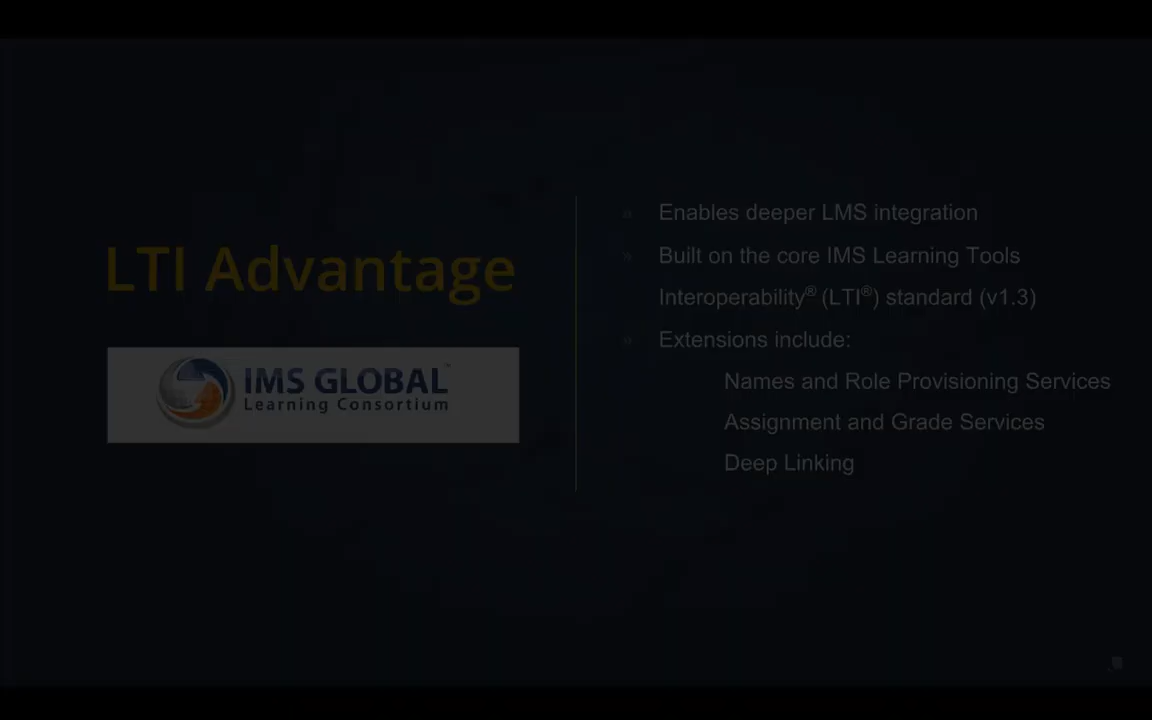 LTI Advantage
IMS GLOBAL™
Learning Consortium
» Enables deeper LMS integration
» Built on the core IMS Learning Tools
Interoperability® (LTI®) standard (v1.3)
» Extensions include:
Names and Role Provisioning Services
Assignment and Grade Services
Deep Linking